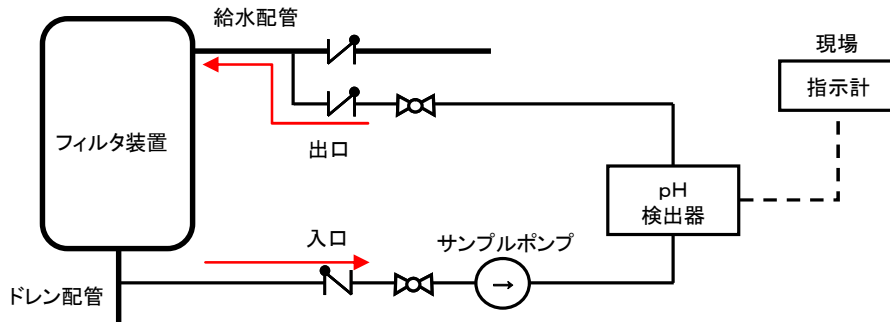 給水配管
現場
指示計
フィルタ装置
出口
pH
検出器
入口
サンプルポンプ
ドレン配管